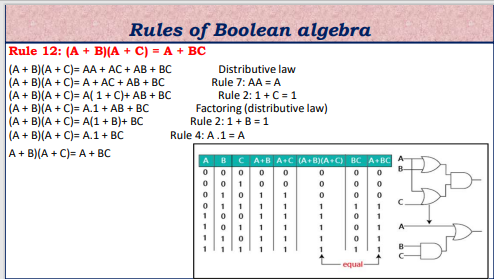 Rules of Boolean algebra
Rule 12: (A + B)(A + C) = A + BC
(A + B)(A + C)= AA + AC + AB + BC Distributive law
(A + B)(A + C)= A + AC + AB + BC Rule 7: AA = A
(A + B)(A + C)= A( 1 + C)+ AB + BC Rule 2: 1 + C = 1
(A + B)(A + C)= A.1 + AB + BC Factoring (distributive law)
(A + B)(A + C)= A(1 + B)+ BC Rule 2: 1 + B = 1
(A + B)(A + C)= A.1 + BC Rule 4: A .1 = A
A + B)(A + C)= A + BC
A B C A+B A+C (A+B)(A+C) BC A+BC
0 0 0 0 0 0 0 0
0 0 1 0 1 0 0 0
0 1 0 1 0 0 0 0
0 1 1 1 1 1 1 1
1 0 0 1 1 1 0 1
1 0 1 1 1 1 0 1
1 1 0 1 1 1 0 1
1 1 1 1 1 1 1 1
equal
A
B
C
A
B
C